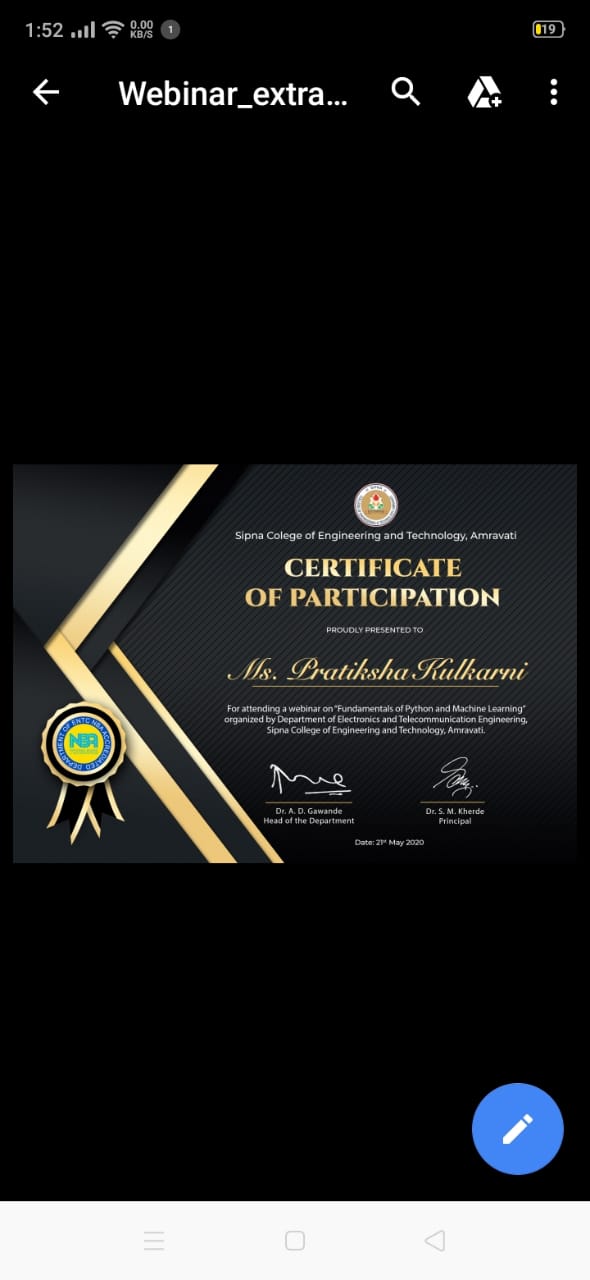 1:52
0.00
KB/S
1
19
Webinar_extra...
Sipna Colege of Engineering and Technology, Amravati
CERTIFICATE
OF PARTICIPATION
PROUDLY PRESENTED TO
Ms. Pratiksha Kulkarni
For attending a webinar on "Fundamentals of Python and Machine Learning"
organized by Department of Electronics and Telecommunication Engineering,
Sipna College of Engineering and Technology, Amravati.
DEPARTMENT OF ENTC NBA ACCREDIATED
NBA
Dr. A. D. Gawande
Head of the Department
Dr. S. M. Kherde
Principal
Date: 21st May 2020